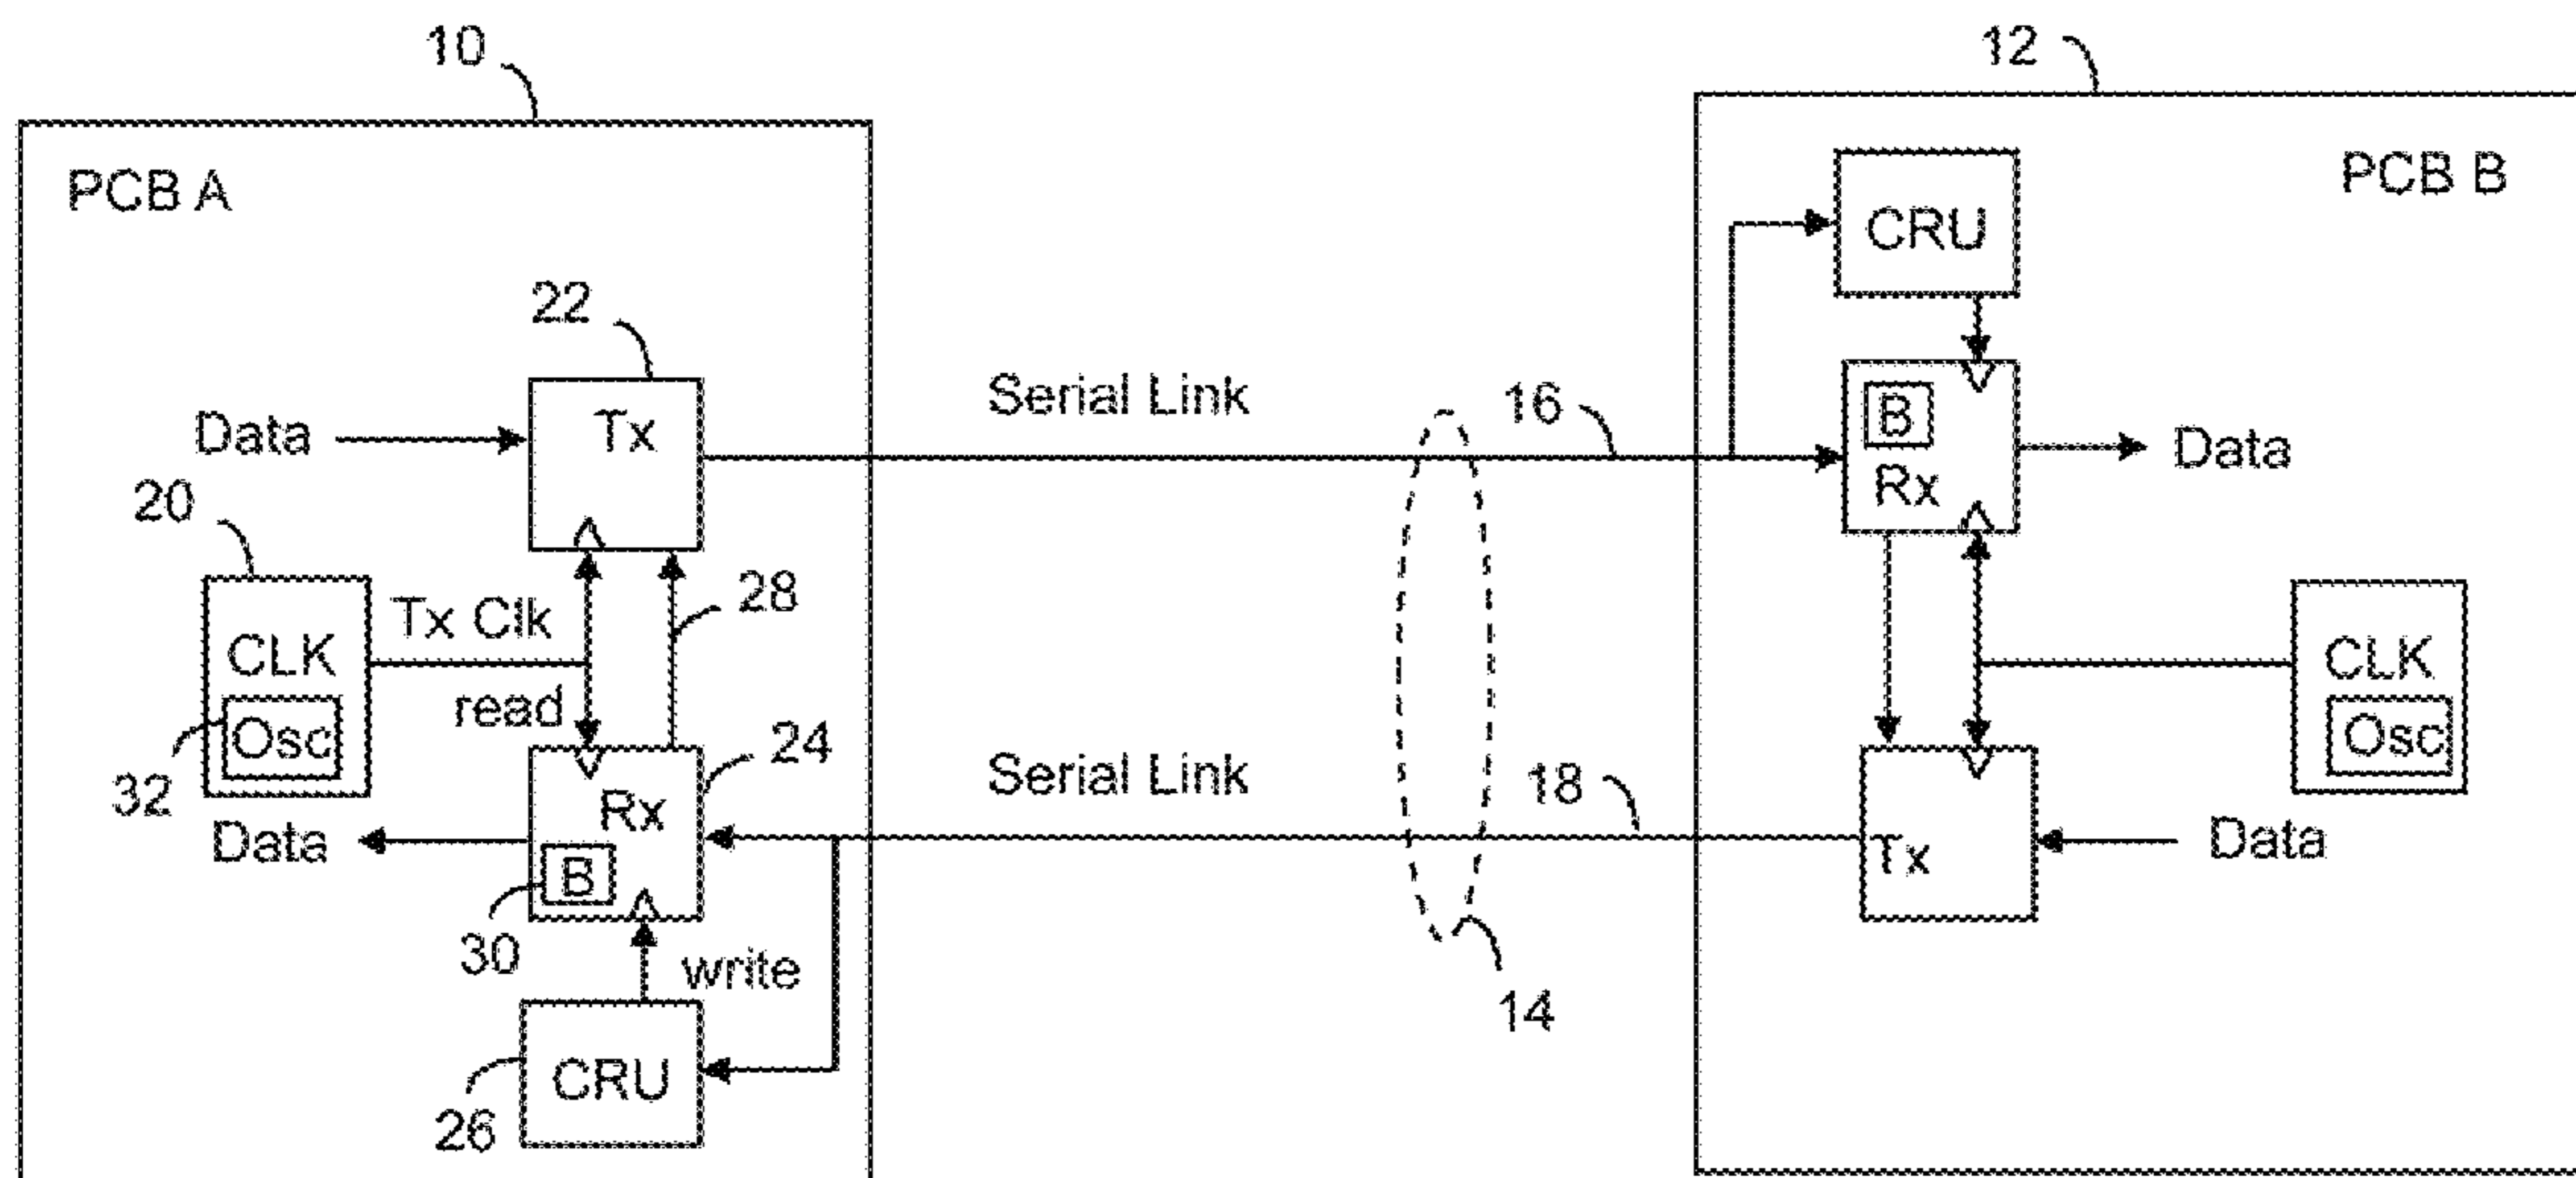 10
12
PCB A
PCB B
CRU
22
Tx
Serial Link
16
B
Rx
Data
Data
20
28
Tx Clk
CLK
read
Osc
32
24
CLK
Osc
Serial Link
18
Rx
Data
B
Tx
Data
30
write
14
CRU
26